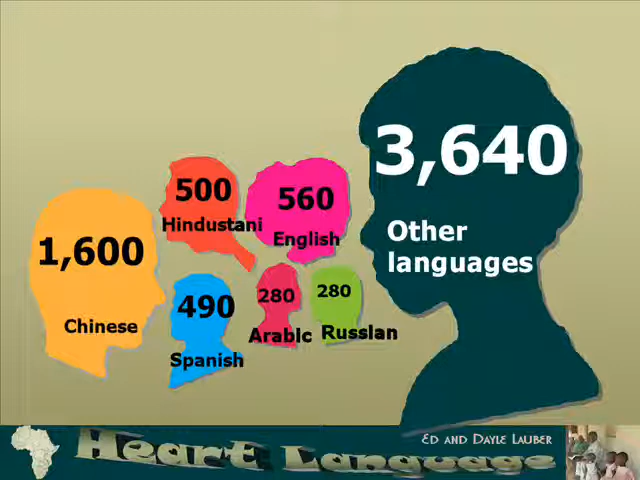 3,640
Other
languages
500
Hindustani
560
English
1,600
Chinese
490
Spanish
280
Arabic
280
Russian
Ed and Dayle Lauber
Heart Language